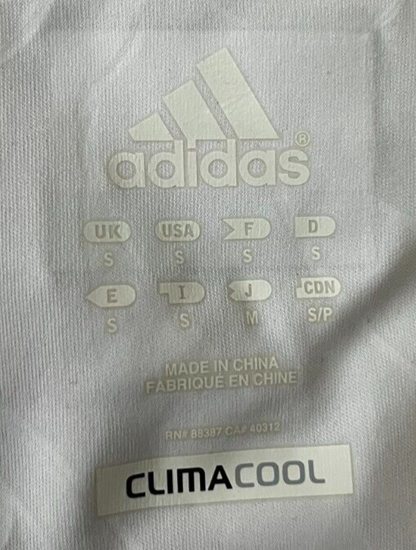 adidas®
UK USA F D
S S S S
E I J CDN
S S M S/P
MADE IN CHINA
FABRIQUÉ EN CHINE
RN# 88387 CA# 40312
CLIMACOOL